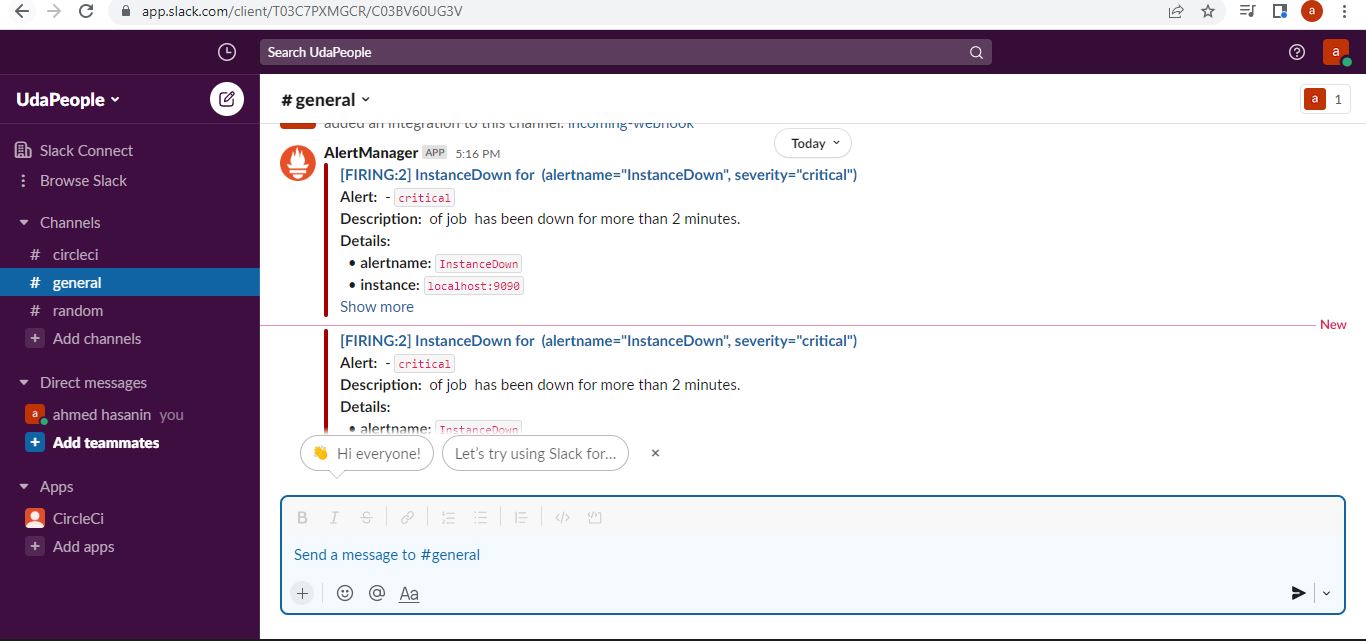 app.slack.com/client/T03C7PXMGCR/C03BV60UG3V
a
Search UdaPeople
a
UdaPeople
# general
a 1
Slack Connect
Browse Slack
Channels
# circleci
# general
# random
+ Add channels
Direct messages
a ahmed hasanin you
+ Add teammates
Apps
CircleCi
+ Add apps
added an integration to this channel: incoming-webhook
Today
AlertManager APP 5:16 PM
[FIRING:2] InstanceDown for (alertname="InstanceDown", severity="critical")
Alert: - critical
Description: of job has been down for more than 2 minutes.
Details:
• alertname: InstanceDown
• instance: localhost:9090
Show more
New
[FIRING:2] InstanceDown for (alertname="InstanceDown", severity="critical")
Alert: - critical
Description: of job has been down for more than 2 minutes.
Details:
• alertname: InstanceDown
👋 Hi everyone! Let's try using Slack for... ×
B I S
Send a message to #general
+ @ Aa